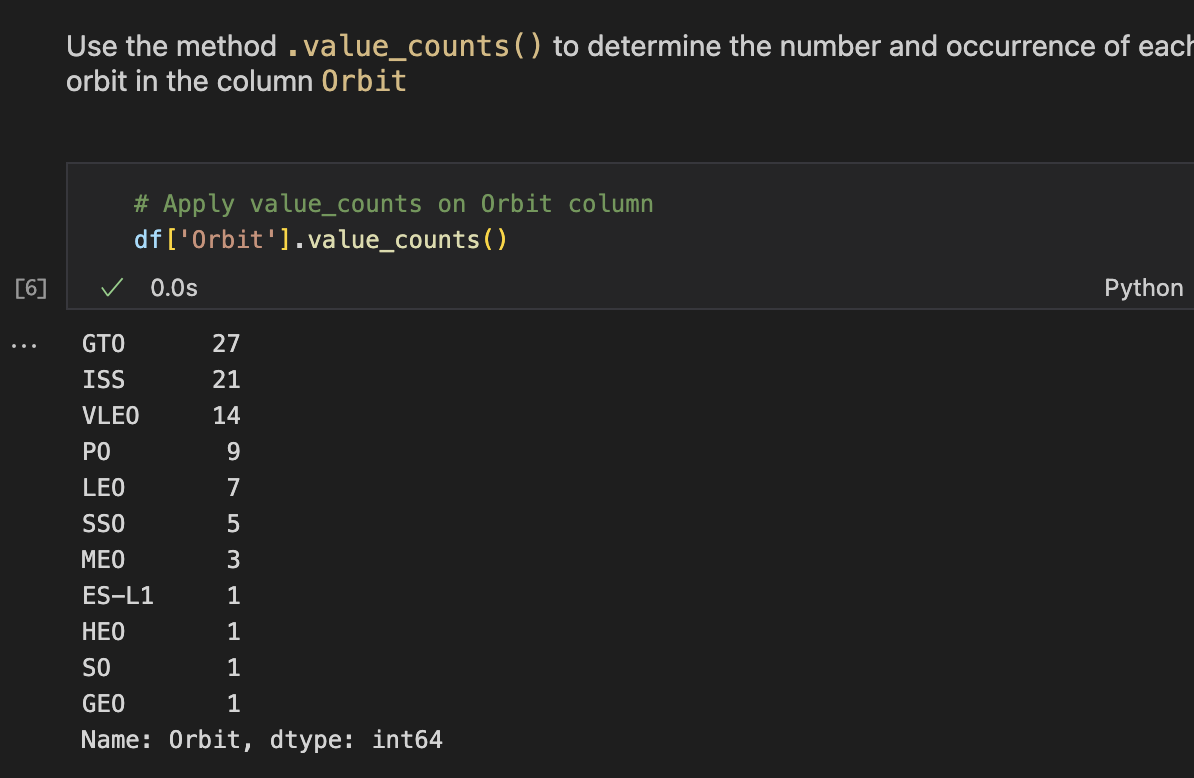 Use the method .value_counts() to determine the number and occurrence of each
orbit in the column Orbit
# Apply value_counts on Orbit column
df['Orbit'].value_counts()
[6] 0.0s Python
... GTO 27
ISS 21
VLEO 14
PO 9
LEO 7
SSO 5
MEO 3
ES-L1 1
HEO 1
SO 1
GEO 1
Name: Orbit, dtype: int64